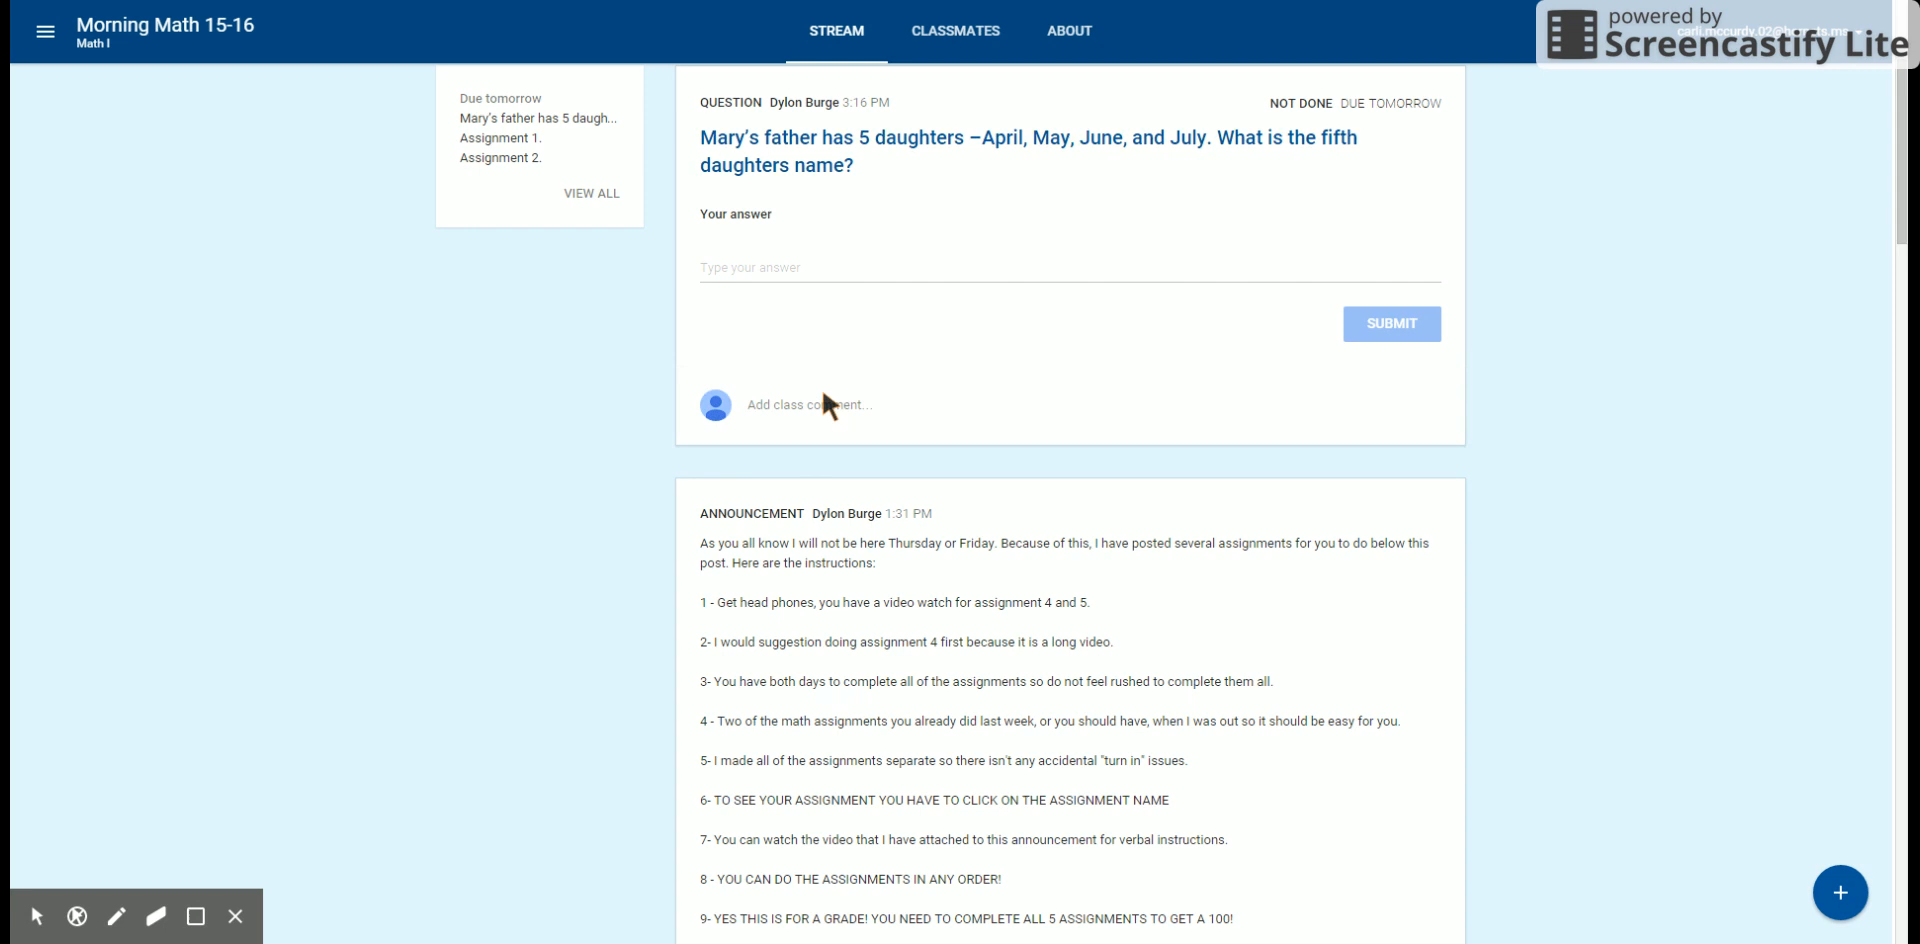 Morning Math 15-16
Math I
STREAM
CLASSMATES
ABOUT
powered by
Screencastify Lite
Due tomorrow
Mary's father has 5 daugh...
Assignment 1.
Assignment 2.
VIEW ALL
QUESTION Dylon Burge 3:16 PM
NOT DONE DUE TOMORROW
Mary's father has 5 daughters –April, May, June, and July. What is the fifth
daughters name?
Your answer
Type your answer
SUBMIT
Add class comment...
ANNOUNCEMENT Dylon Burge 1:31 PM
As you all know I will not be here Thursday or Friday. Because of this, I have posted several assignments for you to do below this
post. Here are the instructions:
1 - Get head phones, you have a video watch for assignment 4 and 5.
2- I would suggestion doing assignment 4 first because it is a long video.
3- You have both days to complete all of the assignments so do not feel rushed to complete them all.
4 - Two of the math assignments you already did last week, or you should have, when I was out so it should be easy for you.
5- I made all of the assignments separate so there isn't any accidental "turn in" issues.
6- TO SEE YOUR ASSIGNMENT YOU HAVE TO CLICK ON THE ASSIGNMENT NAME
7- You can watch the video that I have attached to this announcement for verbal instructions.
8 - YOU CAN DO THE ASSIGNMENTS IN ANY ORDER!
9- YES THIS IS FOR A GRADE! YOU NEED TO COMPLETE ALL 5 ASSIGNMENTS TO GET A 100!